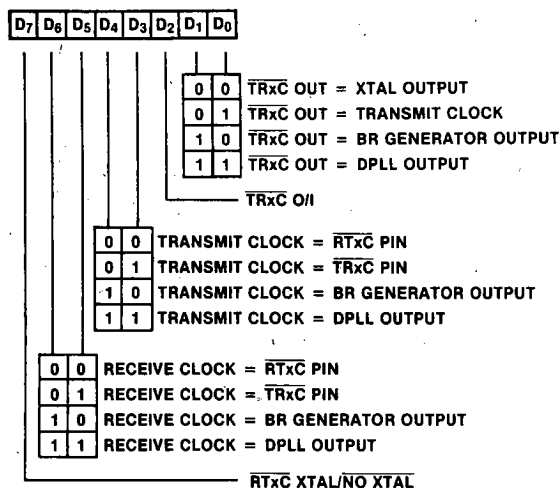 D7 D6 D5 D4 D3 D2 D1 D0
0 0 TRxC OUT = XTAL OUTPUT
0 1 TRxC OUT = TRANSMIT CLOCK
1 0 TRxC OUT = BR GENERATOR OUTPUT
1 1 TRxC OUT = DPLL OUTPUT
TRxC O/I
0 0 TRANSMIT CLOCK = RTxC PIN
0 1 TRANSMIT CLOCK = TRxC PIN
1 0 TRANSMIT CLOCK = BR GENERATOR OUTPUT
1 1 TRANSMIT CLOCK = DPLL OUTPUT
0 0 RECEIVE CLOCK = RTxC PIN
0 1 RECEIVE CLOCK = TRxC PIN
1 0 RECEIVE CLOCK = BR GENERATOR OUTPUT
1 1 RECEIVE CLOCK = DPLL OUTPUT
RTxC XTAL/NO XTAL